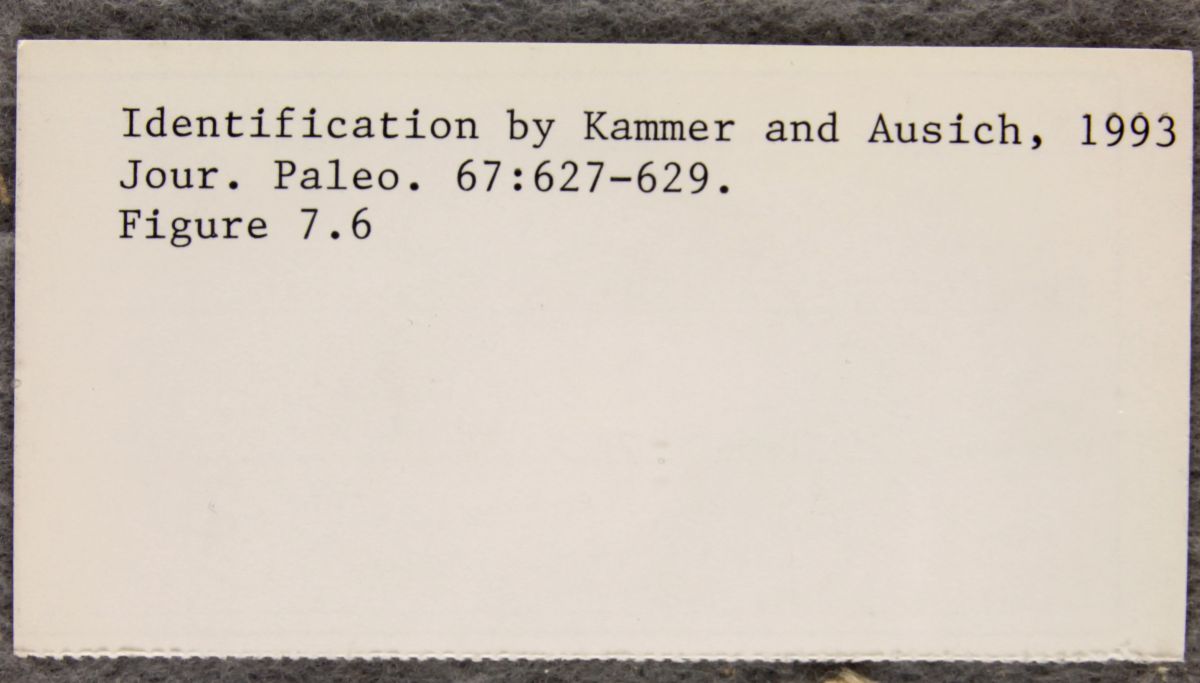 Identification by Kammer and Ausich, 1993
Jour. Paleo. 67:627-629.
Figure 7.6